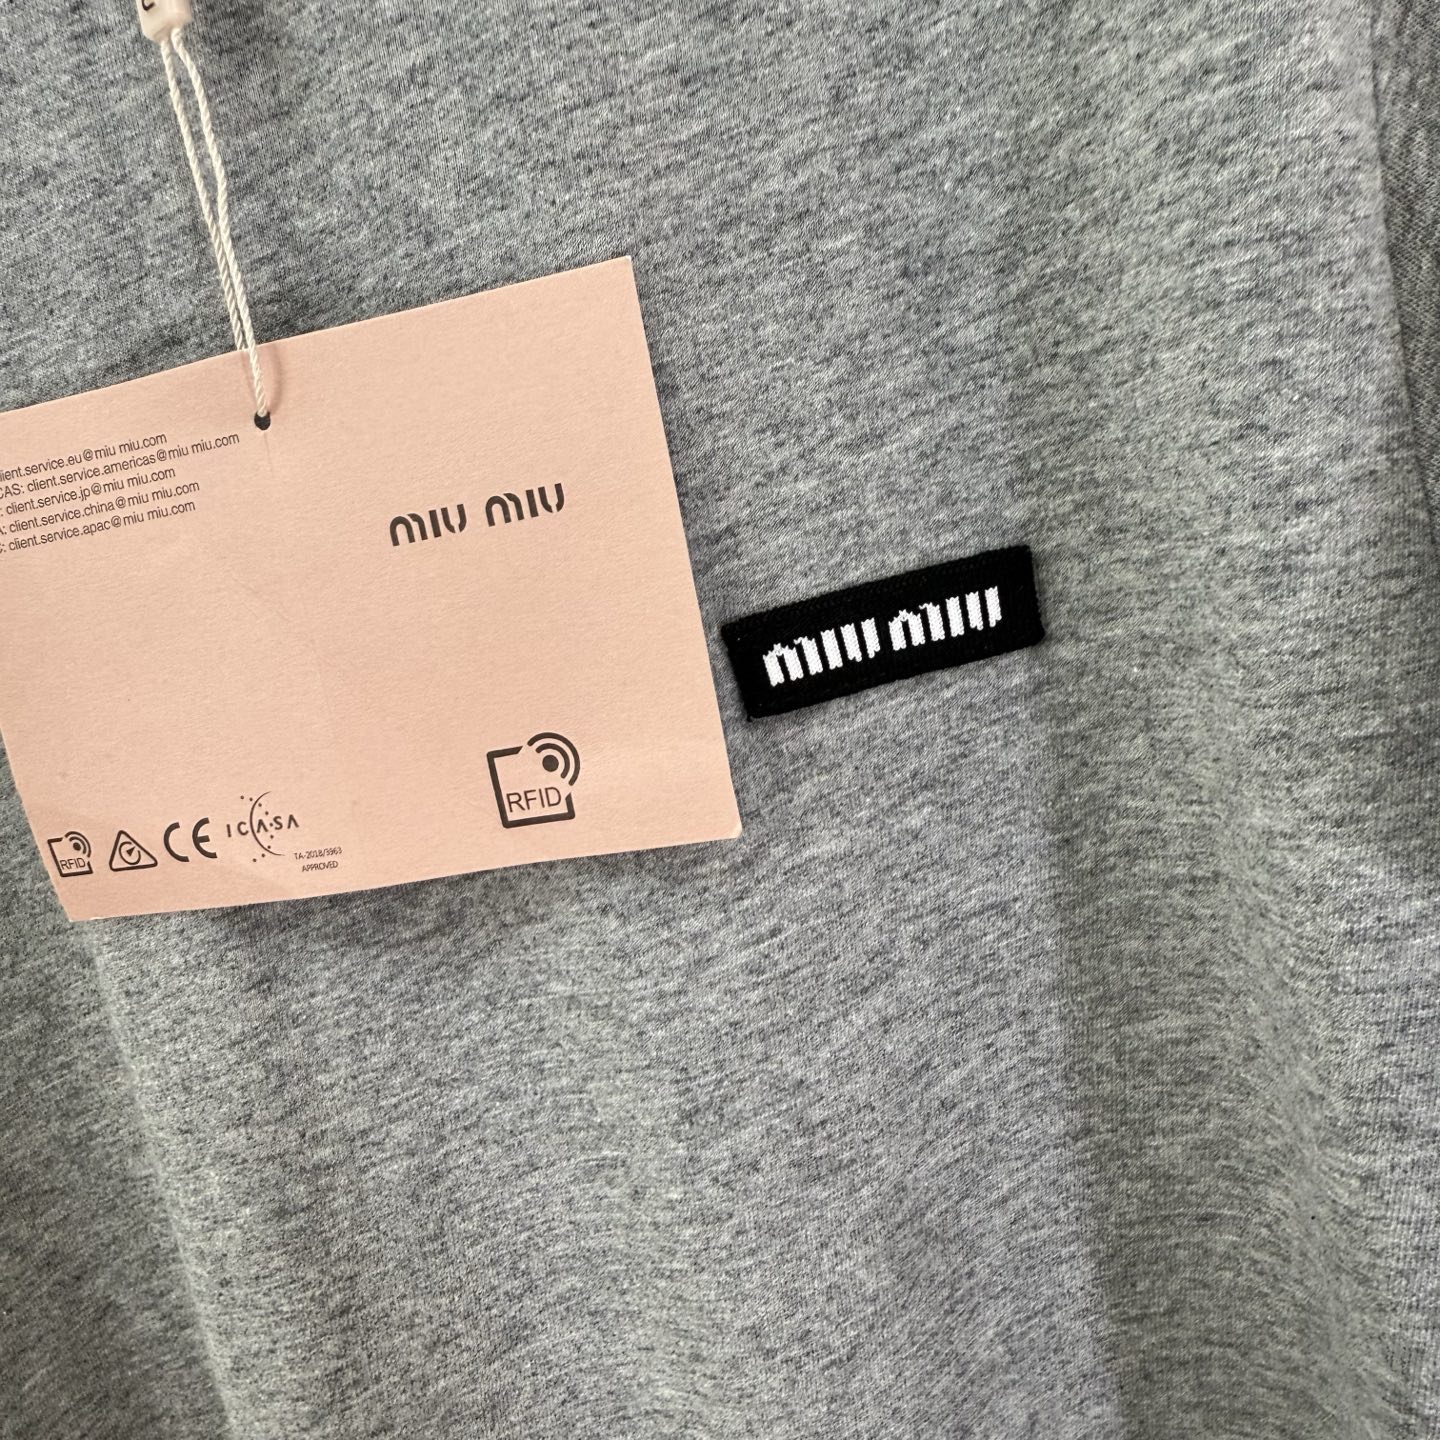 client.service.eu@miu miu.com
CAS: client.service.americas@miu miu.com
: client.service.jp@miu miu.com
A: client.service.china@miu miu.com
C: client.service.apac@miu miu.com
miu miu
miu miu
RFID
RFID
CE
ICASA
TA-2018/3963
APPROVED